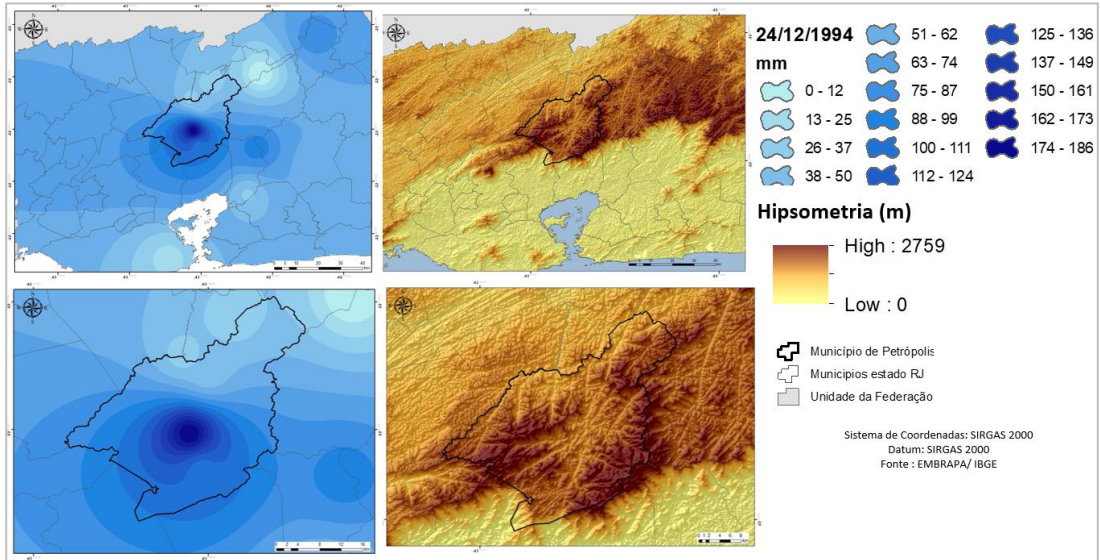 24/12/1994
mm
0 - 12
13 - 25
26 - 37
38 - 50
51 - 62
63 - 74
75 - 87
88 - 99
100 - 111
112 - 124
125 - 136
137 - 149
150 - 161
162 - 173
174 - 186
Hipsometria (m)
High : 2759
Low : 0
Município de Petrópolis
Municipios estado RJ
Unidade da Federação
Sistema de Coordenadas: SIRGAS 2000
Datum: SIRGAS 2000
Fonte : EMBRAPA/ IBGE